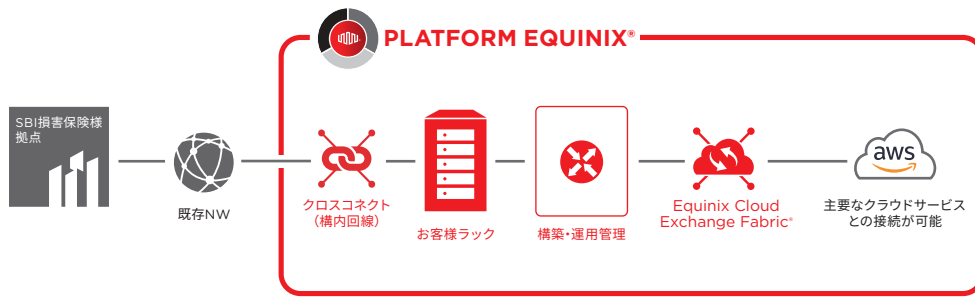 PLATFORM EQUINIX®
SBI損害保険様
拠点
既存NW
クロスコネクト
（構内回線）
お客様ラック
構築・運用管理
Equinix Cloud
Exchange Fabric®
aws
主要なクラウドサービス
との接続が可能